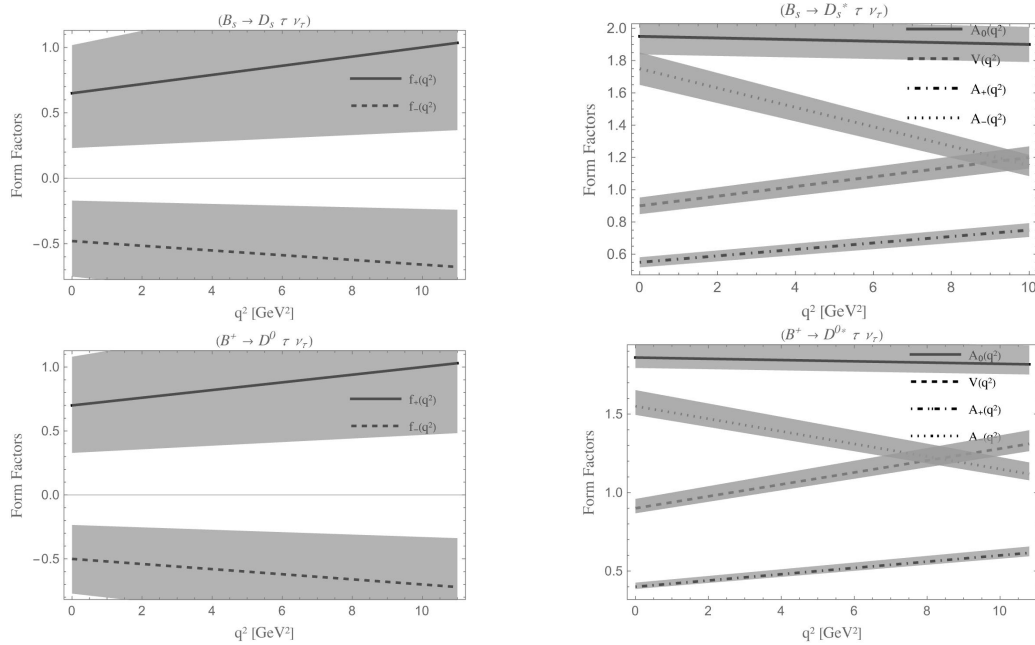 (B_s → D_s τ ν_τ)
Form Factors
1.0
0.5
0.0
−0.5
f₊(q²)
f₋(q²)
0 2 4 6 8 10
q² [GeV²]
(B_s → D_s* τ ν_τ)
Form Factors
2.0
1.8
1.6
1.4
1.2
1.0
0.8
0.6
A₀(q²)
V(q²)
A₊(q²)
A₋(q²)
0 2 4 6 8 10
q² [GeV²]
(B⁺ → D⁰ τ ν_τ)
Form Factors
1.0
0.5
0.0
−0.5
f₊(q²)
f₋(q²)
0 2 4 6 8 10
q² [GeV²]
(B⁺ → D⁰* τ ν_τ)
Form Factors
1.5
1.0
0.5
A₀(q²)
V(q²)
A₊(q²)
A₋(q²)
0 2 4 6 8 10
q² [GeV²]